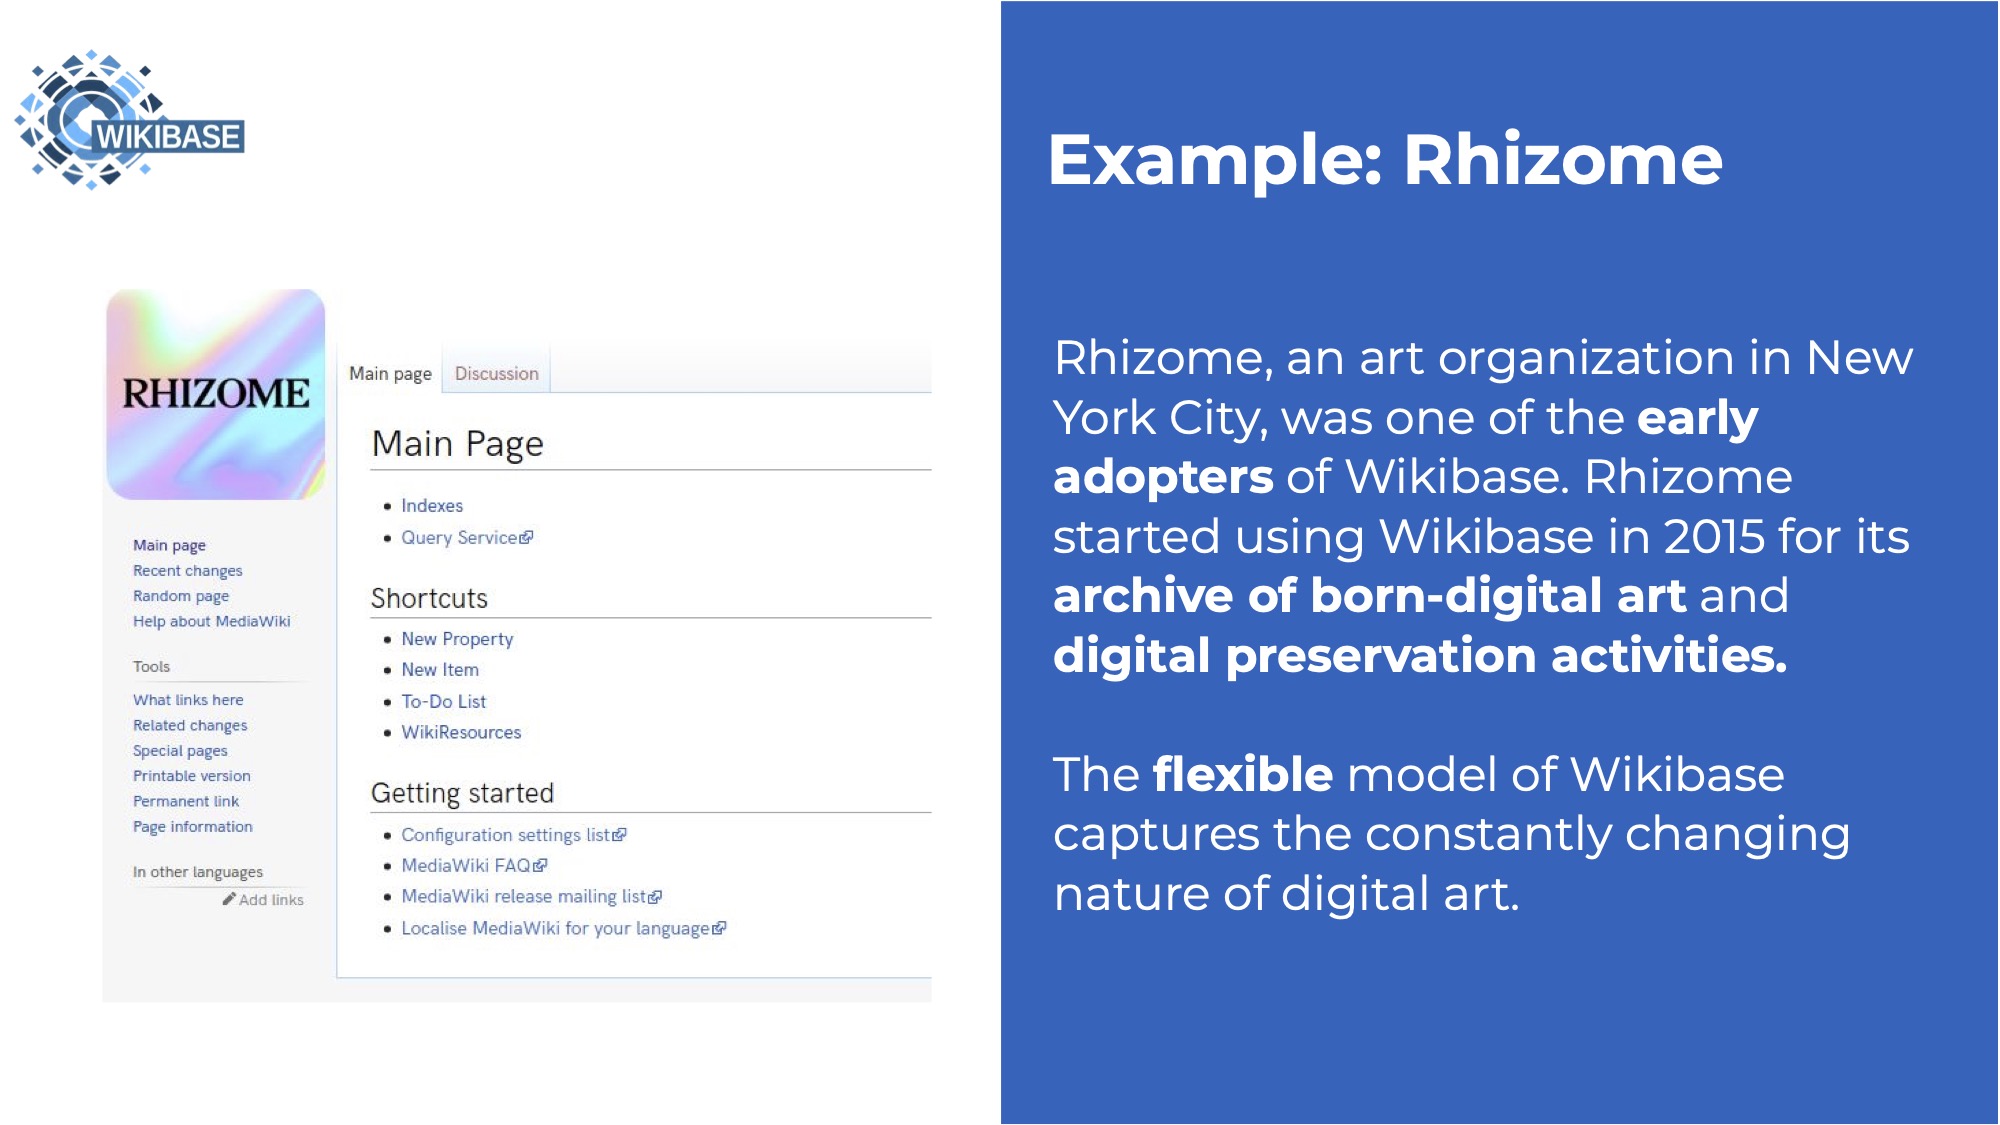 WIKIBASE
Example: Rhizome
RHIZOME
Main page
Recent changes
Random page
Help about MediaWiki
Tools
What links here
Related changes
Special pages
Printable version
Permanent link
Page information
In other languages
Add links
Main page
Discussion
Main Page
Indexes
Query Service
Shortcuts
New Property
New Item
To-Do List
WikiResources
Getting started
Configuration settings list
MediaWiki FAQ
MediaWiki release mailing list
Localise MediaWiki for your language
Rhizome, an art organization in New
York City, was one of the early
adopters of Wikibase. Rhizome
started using Wikibase in 2015 for its
archive of born-digital art and
digital preservation activities.
The flexible model of Wikibase
captures the constantly changing
nature of digital art.